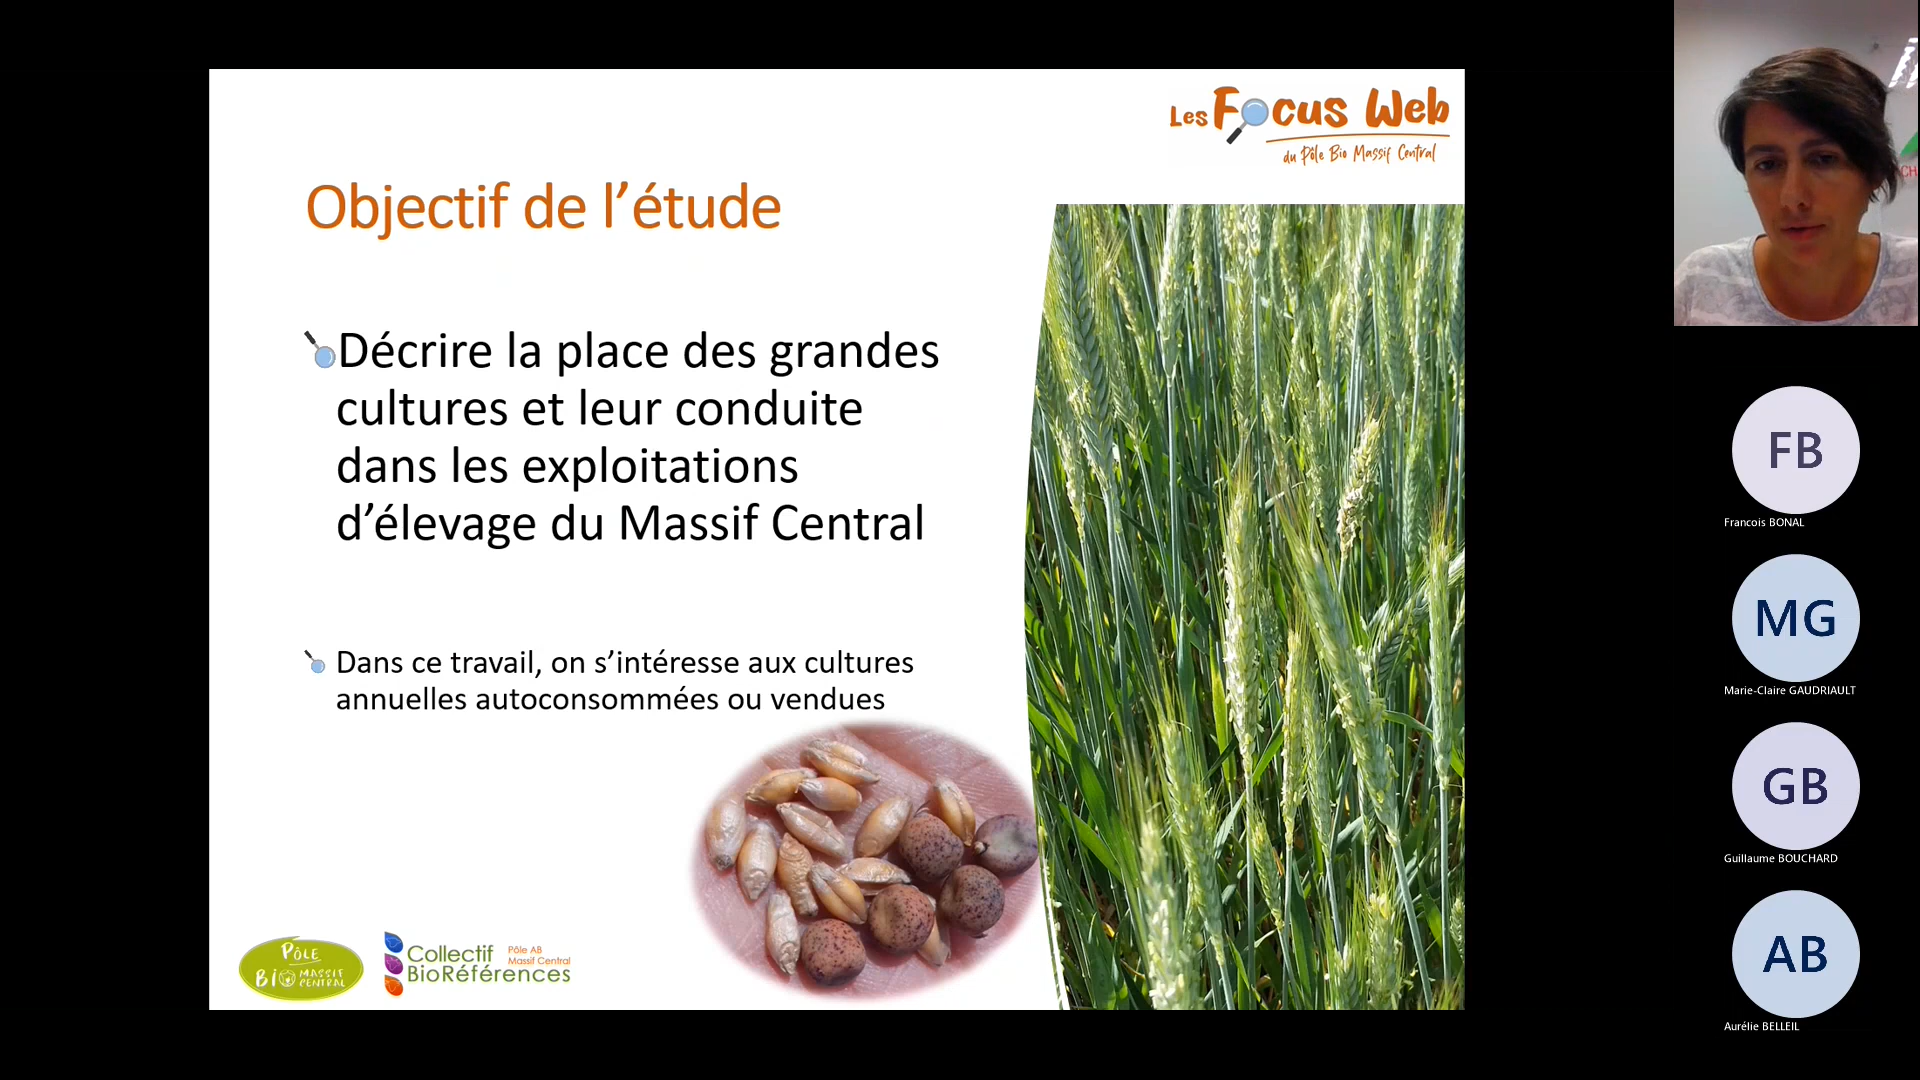 Les Focus Web
du Pôle Bio Massif Central
Objectif de l’étude
Décrire la place des grandes
cultures et leur conduite
dans les exploitations
d’élevage du Massif Central
Dans ce travail, on s’intéresse aux cultures
annuelles autoconsommées ou vendues
PÔLE
BIO MASSIF
CENTRAL
Collectif
BioRéférences
Pôle AB
Massif Central
CH
FB
Francois BONAL
MG
Marie-Claire GAUDRIAULT
GB
Guillaume BOUCHARD
AB
Aurélie BELLEIL